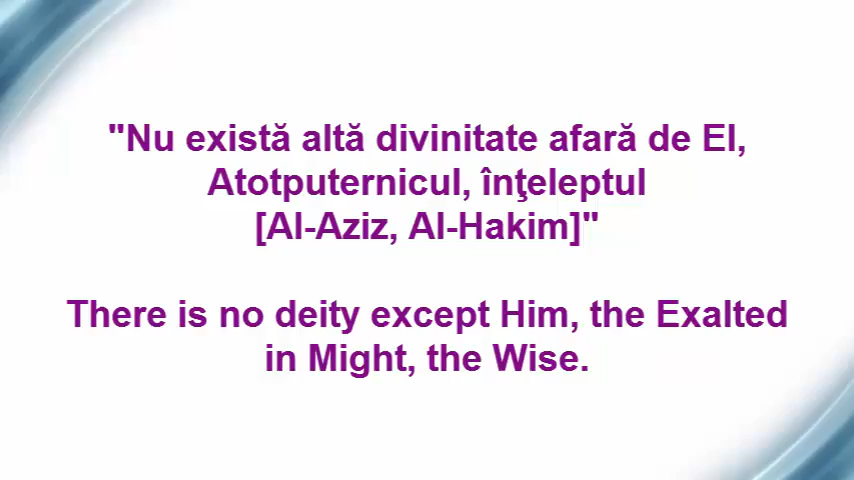 "Nu există altă divinitate afară de El,
Atotputernicul, înţeleptul
[Al-Aziz, Al-Hakim]"
There is no deity except Him, the Exalted
in Might, the Wise.